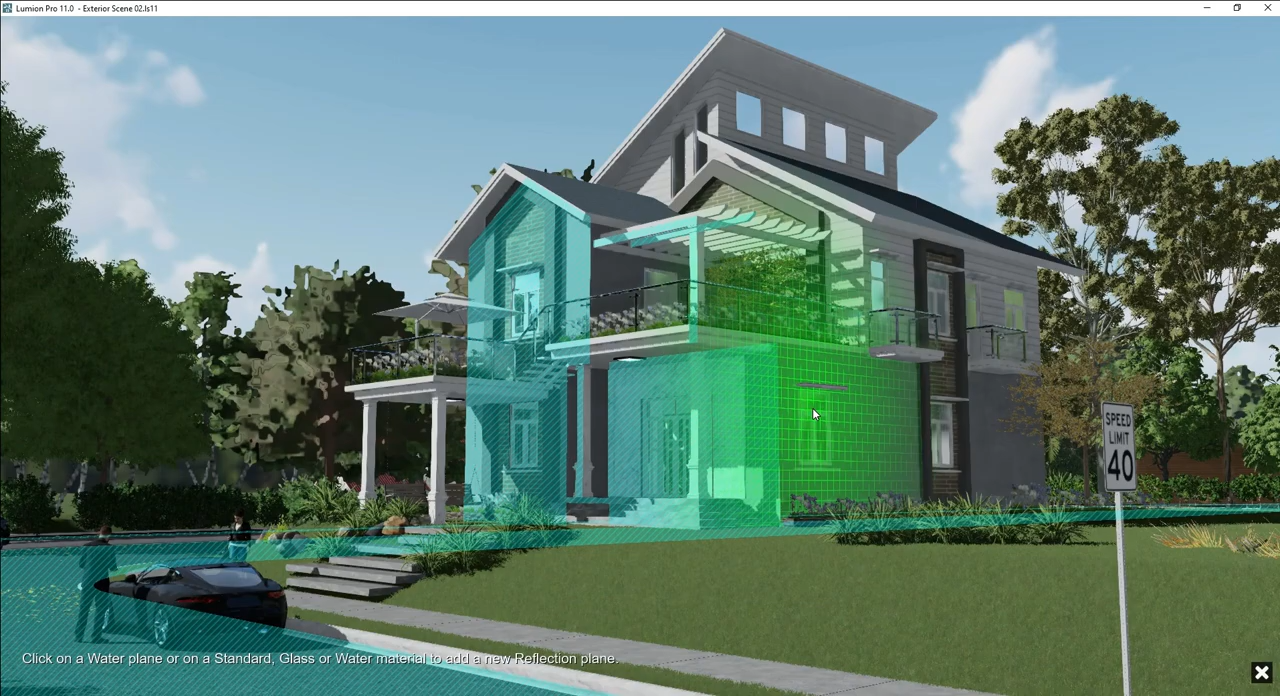 Lumion Pro 11.0 - Exterior Scene 02.ls11
SPEED
LIMIT
40
Click on a Water plane or on a Standard, Glass or Water material to add a new Reflection plane.